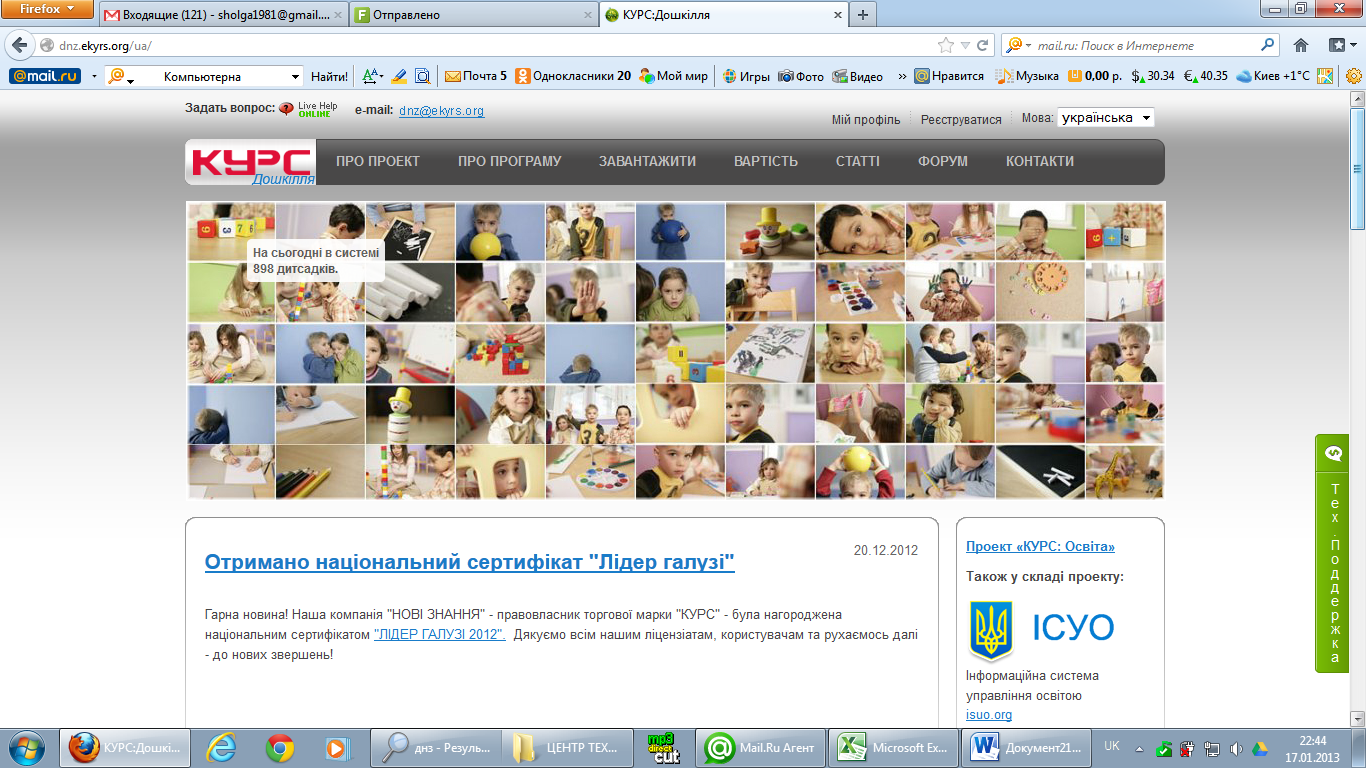 Firefox
Входящие (121) - sholga1981@gmail....
Отправлено
КУРС:Дошкілля
dnz.ekyrs.org/ua/
mail.ru: Поиск в Интернете
@mail.ru
Компьютерна
Найти!
Почта 5
Однокласники 20
Мой мир
Игры
Фото
Видео
»
Нравится
Музыка
0,00 р.
$ 30.34
€ 40.35
Киев +1°C
Задать вопрос:
Live Help
ONLINE
e-mail: dnz@ekyrs.org
Мій профіль
Реєструватися
Мова: українська
КУРС
Дошкілля
ПРО ПРОЕКТ
ПРО ПРОГРАМУ
ЗАВАНТАЖИТИ
ВАРТІСТЬ
СТАТТІ
ФОРУМ
КОНТАКТИ
На сьогодні в системі
898 дитсадків.
Отримано національний сертифікат "Лідер галузі"
20.12.2012
Гарна новина! Наша компанія "НОВІ ЗНАННЯ" - правовласник торгової марки "КУРС" - була нагороджена
національним сертифікатом "ЛІДЕР ГАЛУЗІ 2012". Дякуємо всім нашим ліцензіатам, користувачам та рухаємось далі
- до нових звершень!
Проект «КУРС: Освіта»
Також у складі проекту:
ІСУО
Інформаційна система
управління освітою
isuo.org
Тех.Поддержка
КУРС:Дошкі...
днз - Резуль...
ЦЕНТР ТЕХ...
mp3
direct
cut
Mail.Ru Агент
Microsoft Ex...
Документ21...
UK
22:44
17.01.2013